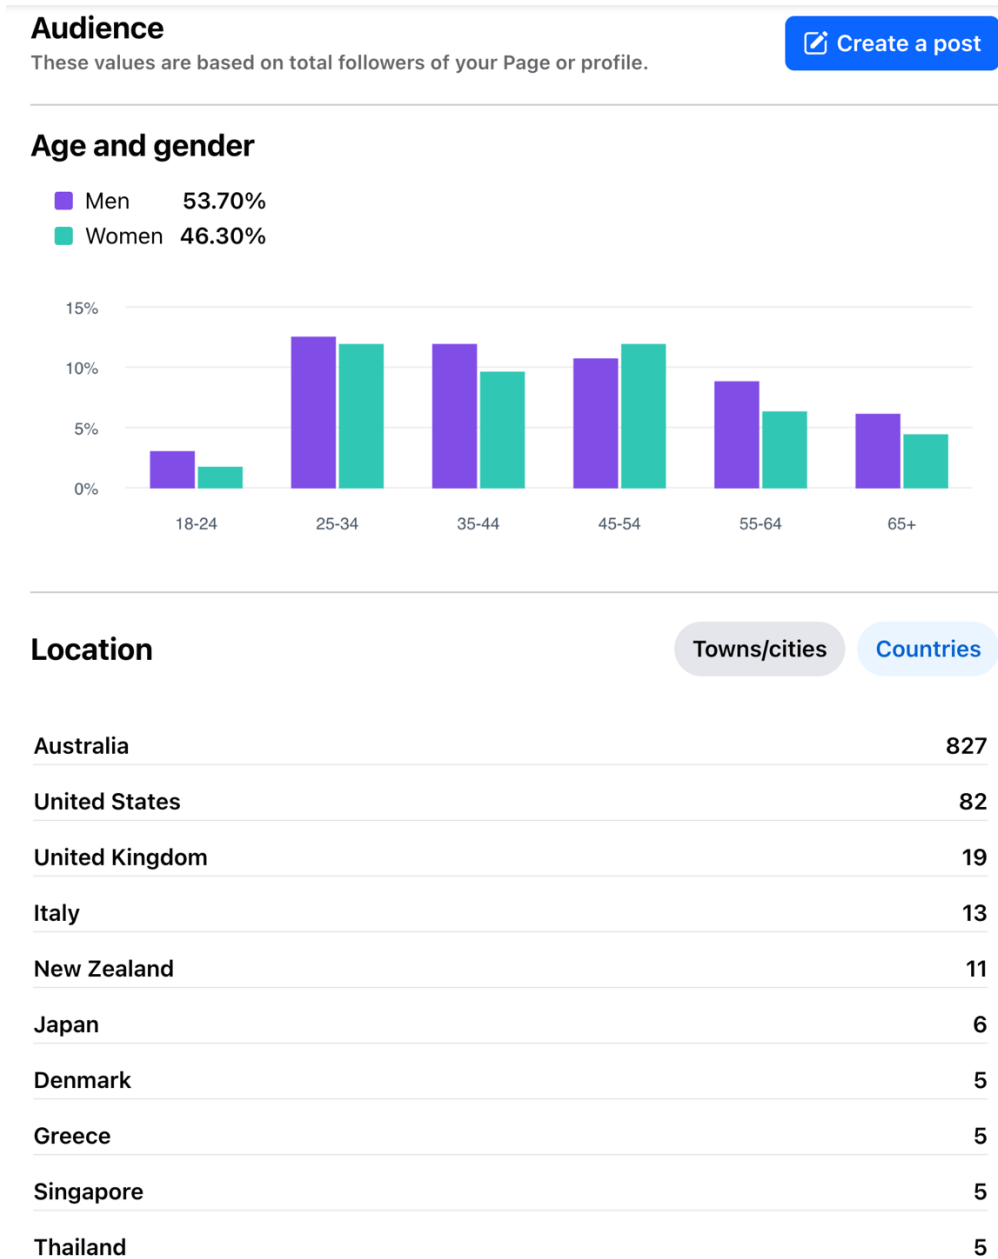 Audience
Create a post
These values are based on total followers of your Page or profile.
Age and gender
Men 53.70%
Women 46.30%
15%
10%
5%
0%
18-24 25-34 35-44 45-54 55-64 65+
Location Towns/cities Countries
Australia 827
United States 82
United Kingdom 19
Italy 13
New Zealand 11
Japan 6
Denmark 5
Greece 5
Singapore 5
Thailand 5